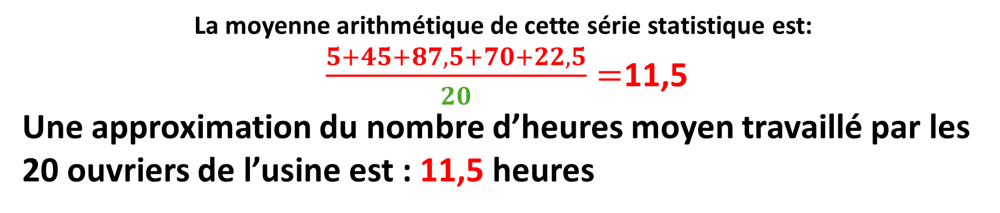 La moyenne arithmétique de cette série statistique est:
5+45+87,5+70+22,5
=11,5
20
Une approximation du nombre d’heures moyen travaillé par les
20 ouvriers de l’usine est : 11,5 heures